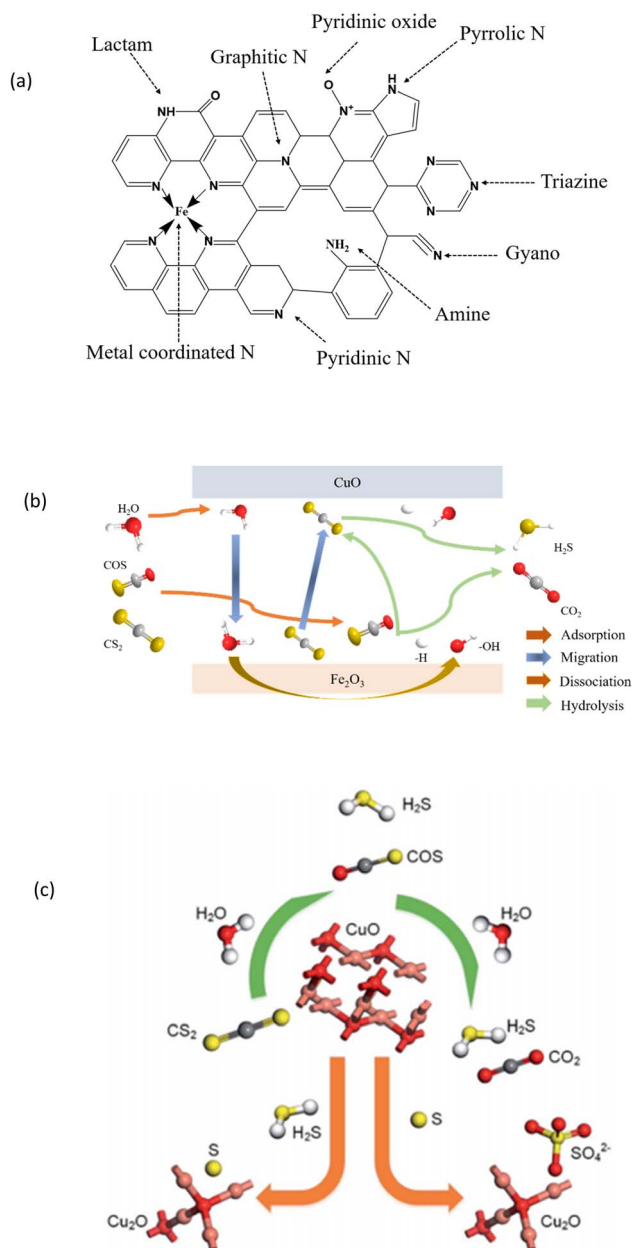 (a)
Lactam
Graphitic N
Pyridinic oxide
Pyrrolic N
NH
O
O
N⁺
H
N
N
N
N
N
N
N
Fe
N
N
NH₂
N
N
Triazine
Gyano
Amine
Metal coordinated N
Pyridinic N
(b)
CuO
H₂O
COS
CS₂
H₂S
CO₂
-H
-OH
Fe₂O₃
Adsorption
Migration
Dissociation
Hydrolysis
(c)
H₂S
COS
H₂O
CuO
H₂O
CS₂
H₂S
CO₂
H₂S
S
S
SO₄²⁻
Cu₂O
Cu₂O